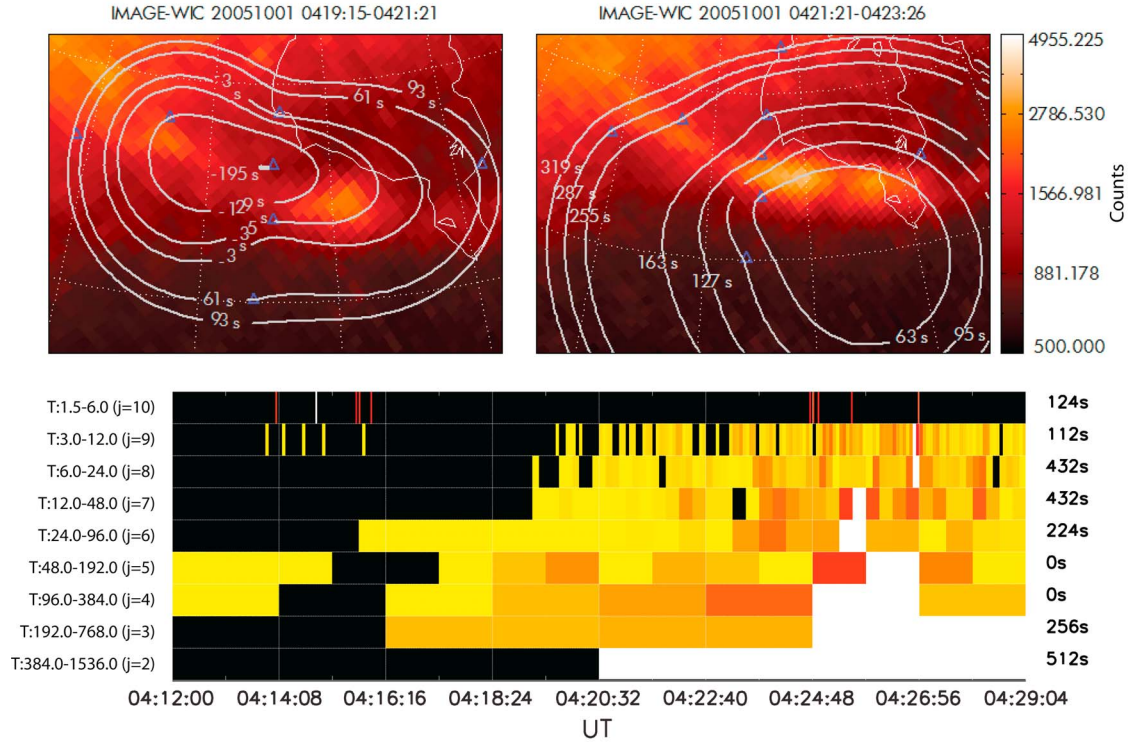 IMAGE-WIC 20051001 0419:15-0421:21
IMAGE-WIC 20051001 0421:21-0423:26
-3 s
61 s
93 s
-195 s
-129 s
-35 s
-3 s
61 s
93 s
319 s
287 s
255 s
163 s
127 s
63 s
95 s
4955.225
2786.530
1566.981
881.178
500.000
Counts
T:1.5-6.0 (j=10)
124s
T:3.0-12.0 (j=9)
112s
T:6.0-24.0 (j=8)
432s
T:12.0-48.0 (j=7)
432s
T:24.0-96.0 (j=6)
224s
T:48.0-192.0 (j=5)
0s
T:96.0-384.0 (j=4)
0s
T:192.0-768.0 (j=3)
256s
T:384.0-1536.0 (j=2)
512s
04:12:00 04:14:08 04:16:16 04:18:24 04:20:32 04:22:40 04:24:48 04:26:56 04:29:04
UT